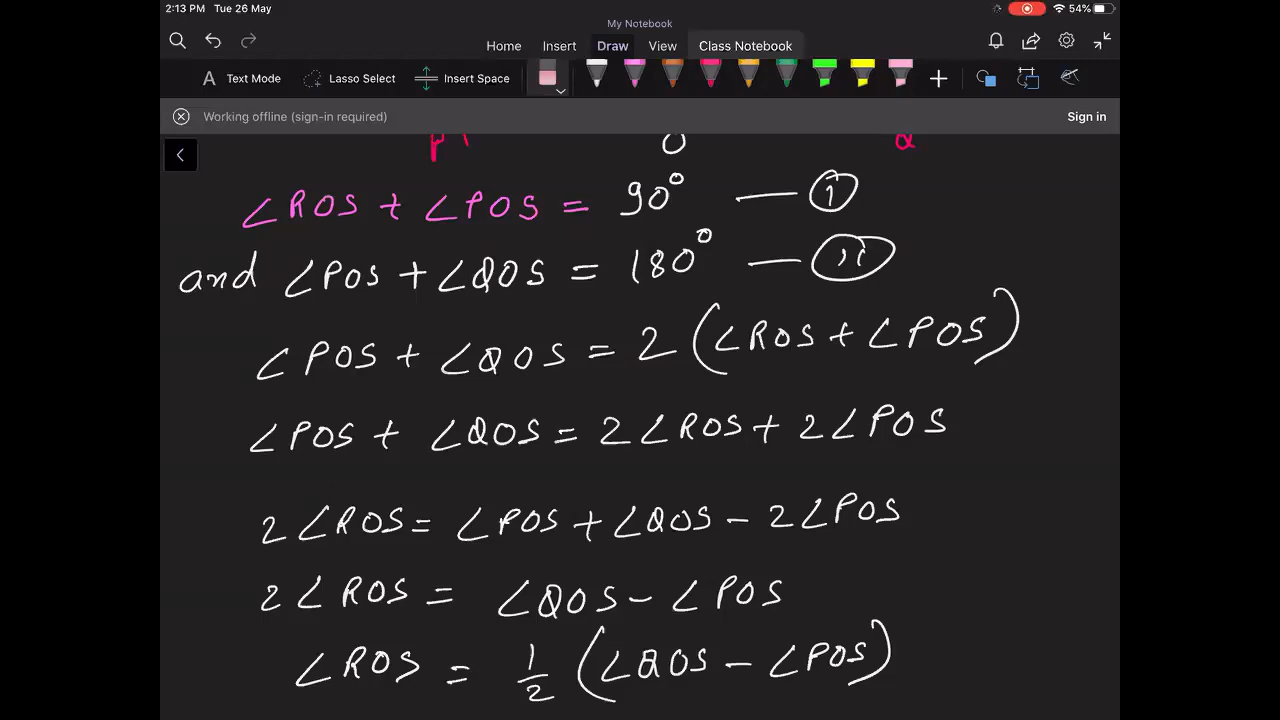 2:13 PM Tue 26 May
54%
My Notebook
Home Insert Draw View Class Notebook
A Text Mode Lasso Select Insert Space
Working offline (sign-in required) Sign in
O Q
∠ROS + ∠POS = 90° — (i)
and ∠POS + ∠QOS = 180° — (ii)
∠POS + ∠QOS = 2 (∠ROS + ∠POS)
∠POS + ∠QOS = 2∠ROS + 2∠POS
2∠ROS = ∠POS + ∠QOS - 2∠POS
2∠ROS = ∠QOS - ∠POS
∠ROS = 1/2 (∠QOS - ∠POS)